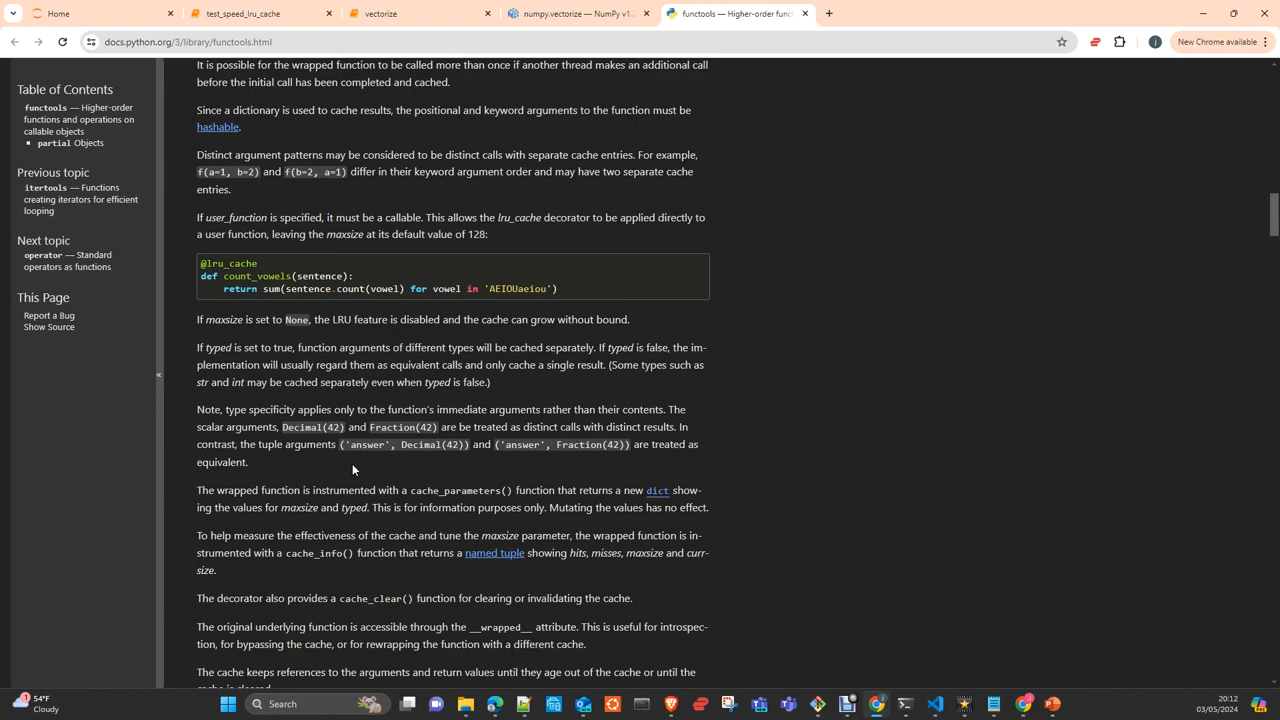 Home
test_speed_lru_cache
vectorize
numpy.vectorize — NumPy v1.
functools — Higher-order func
docs.python.org/3/library/functools.html
New Chrome available
Table of Contents
functools — Higher-order
functions and operations on
callable objects
partial Objects
Previous topic
itertools — Functions
creating iterators for efficient
looping
Next topic
operator — Standard
operators as functions
This Page
Report a Bug
Show Source
«
It is possible for the wrapped function to be called more than once if another thread makes an additional call
before the initial call has been completed and cached.
Since a dictionary is used to cache results, the positional and keyword arguments to the function must be
hashable.
Distinct argument patterns may be considered to be distinct calls with separate cache entries. For example,
f(a=1, b=2) and f(b=2, a=1) differ in their keyword argument order and may have two separate cache
entries.
If user_function is specified, it must be a callable. This allows the lru_cache decorator to be applied directly to
a user function, leaving the maxsize at its default value of 128:
@lru_cache
def count_vowels(sentence):
return sum(sentence.count(vowel) for vowel in 'AEIOUaeiou')
If maxsize is set to None, the LRU feature is disabled and the cache can grow without bound.
If typed is set to true, function arguments of different types will be cached separately. If typed is false, the im-
plementation will usually regard them as equivalent calls and only cache a single result. (Some types such as
str and int may be cached separately even when typed is false.)
Note, type specificity applies only to the function's immediate arguments rather than their contents. The
scalar arguments, Decimal(42) and Fraction(42) are be treated as distinct calls with distinct results. In
contrast, the tuple arguments ('answer', Decimal(42)) and ('answer', Fraction(42)) are treated as
equivalent.
The wrapped function is instrumented with a cache_parameters() function that returns a new dict show-
ing the values for maxsize and typed. This is for information purposes only. Mutating the values has no effect.
To help measure the effectiveness of the cache and tune the maxsize parameter, the wrapped function is in-
strumented with a cache_info() function that returns a named tuple showing hits, misses, maxsize and curr-
size.
The decorator also provides a cache_clear() function for clearing or invalidating the cache.
The original underlying function is accessible through the __wrapped__ attribute. This is useful for introspec-
tion, for bypassing the cache, or for rewrapping the function with a different cache.
The cache keeps references to the arguments and return values until they age out of the cache or until the
cache is cleared.
54°F
Cloudy
Search
20:12
03/05/2024